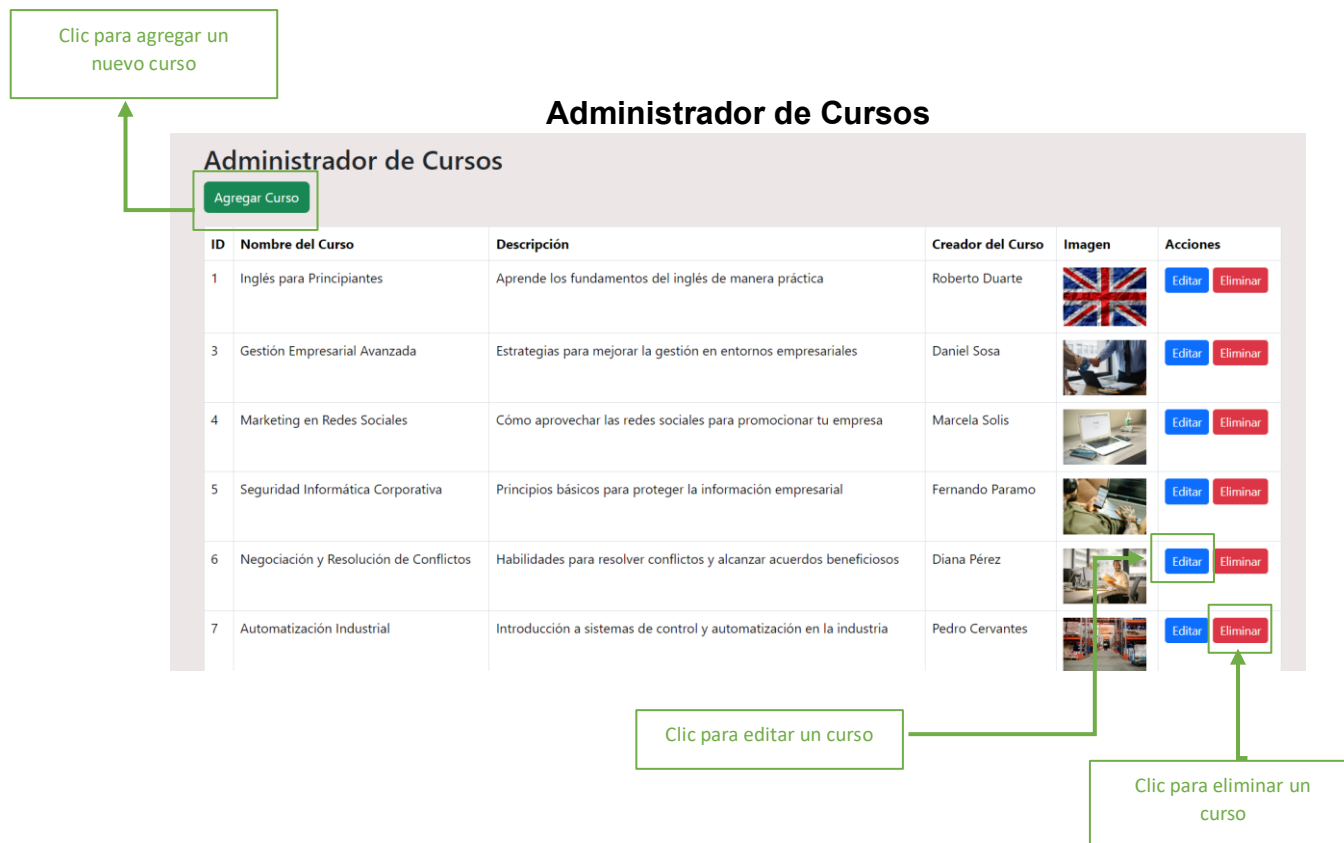 Clic para agregar un
nuevo curso
Administrador de Cursos
Administrador de Cursos
Agregar Curso
ID Nombre del Curso Descripción Creador del Curso Imagen Acciones
1 Inglés para Principiantes Aprende los fundamentos del inglés de manera práctica Roberto Duarte Editar Eliminar
3 Gestión Empresarial Avanzada Estrategias para mejorar la gestión en entornos empresariales Daniel Sosa Editar Eliminar
4 Marketing en Redes Sociales Cómo aprovechar las redes sociales para promocionar tu empresa Marcela Solis Editar Eliminar
5 Seguridad Informática Corporativa Principios básicos para proteger la información empresarial Fernando Paramo Editar Eliminar
6 Negociación y Resolución de Conflictos Habilidades para resolver conflictos y alcanzar acuerdos beneficiosos Diana Pérez Editar Eliminar
7 Automatización Industrial Introducción a sistemas de control y automatización en la industria Pedro Cervantes Editar Eliminar
Clic para editar un curso
Clic para eliminar un
curso